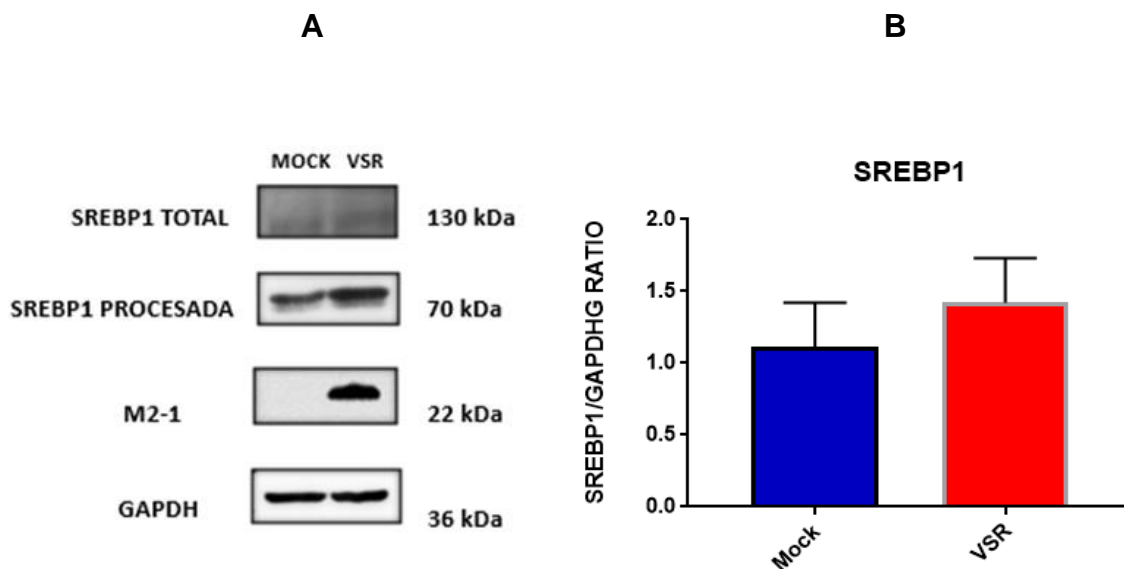 A
B
MOCK VSR
SREBP1 TOTAL 130 kDa
SREBP1 PROCESADA 70 kDa
M2-1 22 kDa
GAPDH 36 kDa
SREBP1
SREBP1/GAPDHG RATIO
2.0
1.5
1.0
0.5
0.0
Mock
VSR